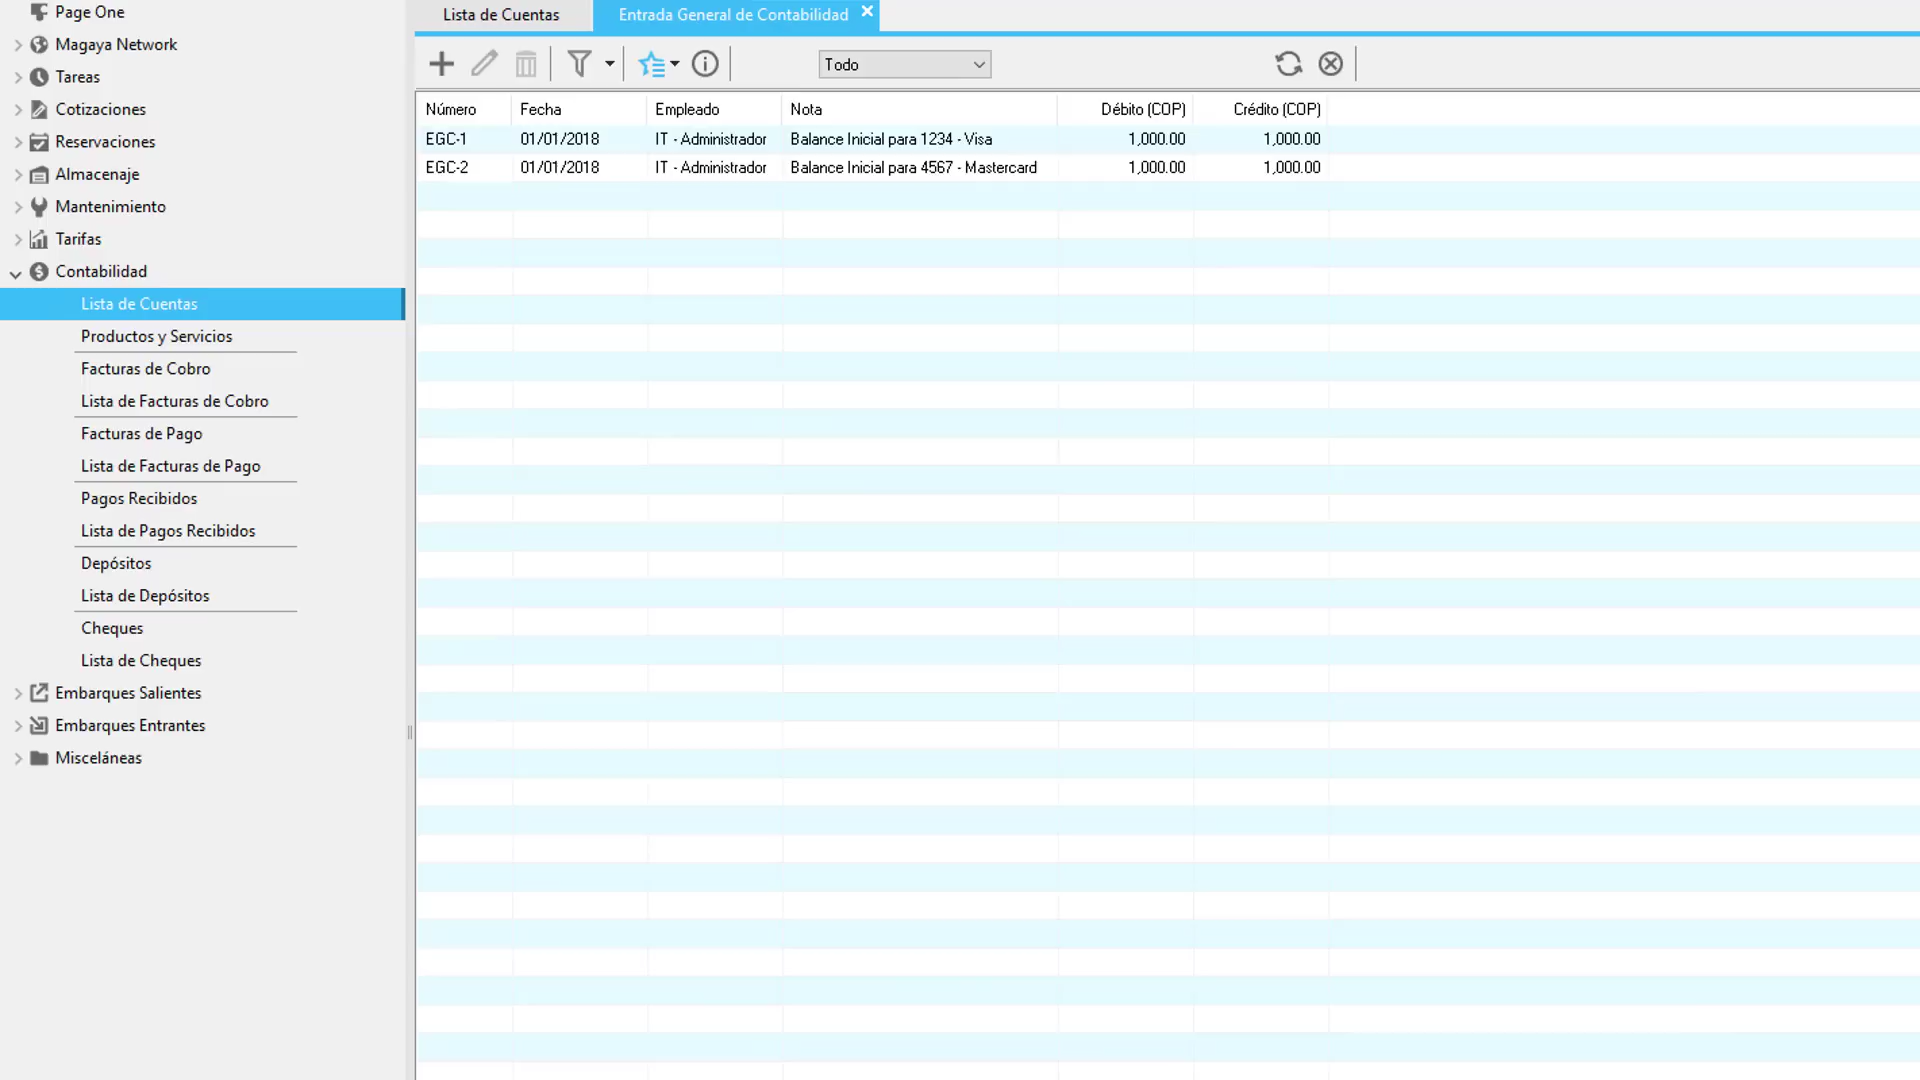 Page One
Magaya Network
Tareas
Cotizaciones
Reservaciones
Almacenaje
Mantenimiento
Tarifas
Contabilidad
Lista de Cuentas
Productos y Servicios
Facturas de Cobro
Lista de Facturas de Cobro
Facturas de Pago
Lista de Facturas de Pago
Pagos Recibidos
Lista de Pagos Recibidos
Depósitos
Lista de Depósitos
Cheques
Lista de Cheques
Embarques Salientes
Embarques Entrantes
Misceláneas
Lista de Cuentas Entrada General de Contabilidad
Todo
Número Fecha Empleado Nota Débito (COP) Crédito (COP)
EGC-1 01/01/2018 IT - Administrador Balance Inicial para 1234 - Visa 1,000.00 1,000.00
EGC-2 01/01/2018 IT - Administrador Balance Inicial para 4567 - Mastercard 1,000.00 1,000.00